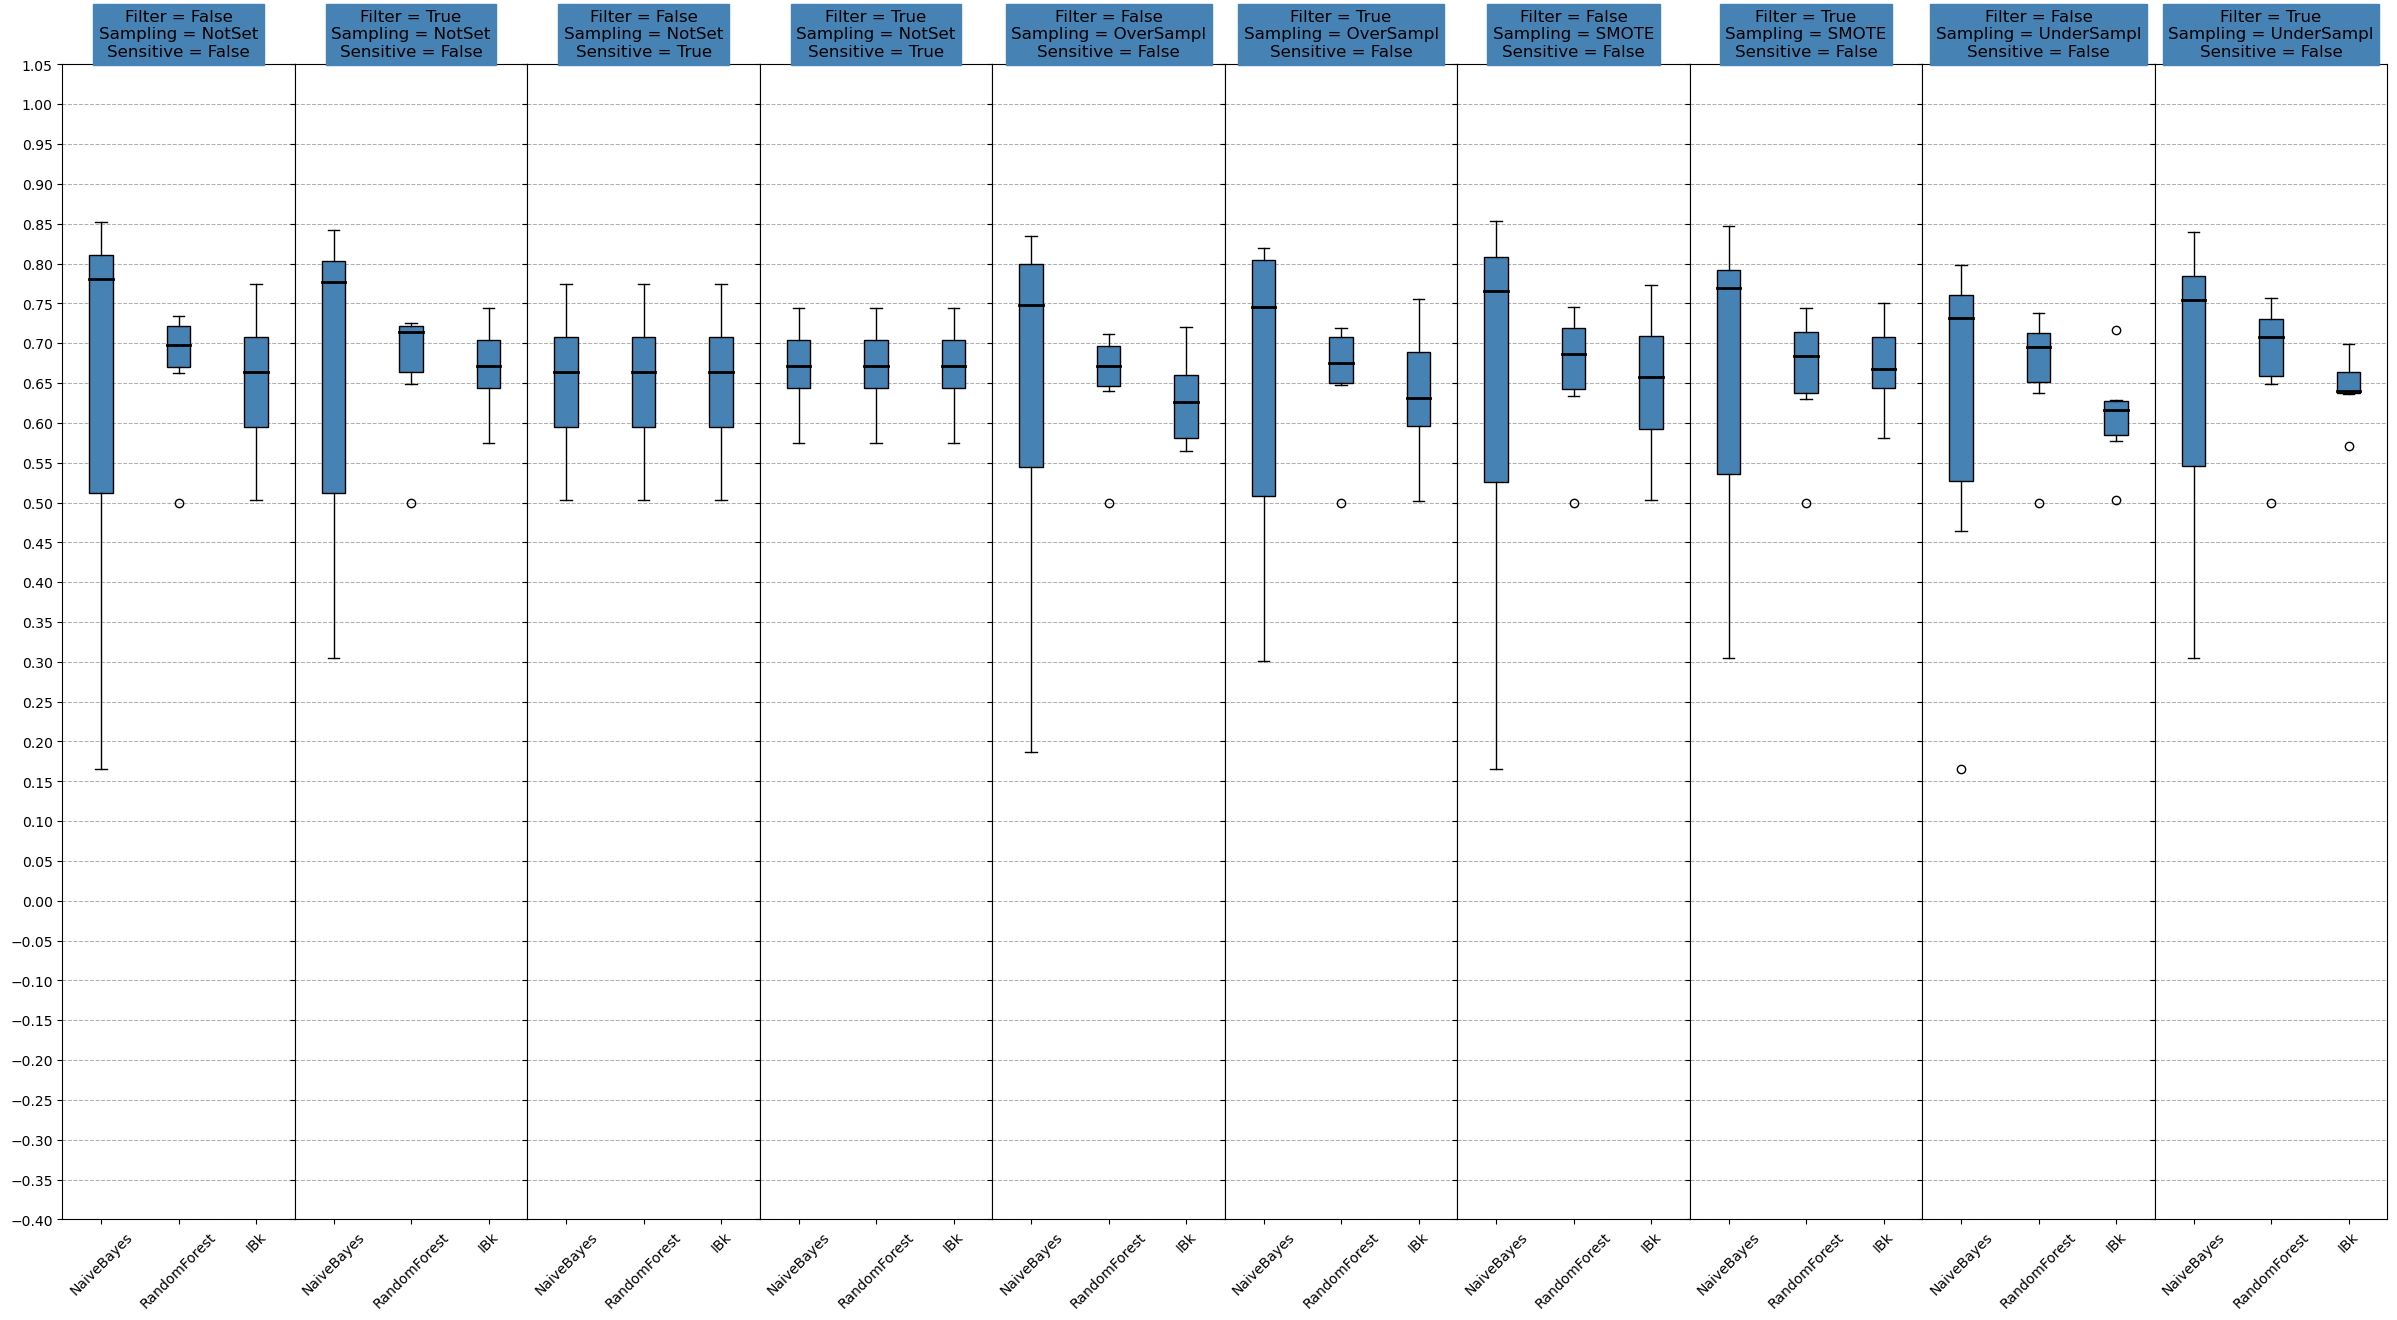 Filter = False
Sampling = NotSet
Sensitive = False
Filter = True
Sampling = NotSet
Sensitive = False
Filter = False
Sampling = NotSet
Sensitive = True
Filter = True
Sampling = NotSet
Sensitive = True
Filter = False
Sampling = OverSampl
Sensitive = False
Filter = True
Sampling = OverSampl
Sensitive = False
Filter = False
Sampling = SMOTE
Sensitive = False
Filter = True
Sampling = SMOTE
Sensitive = False
Filter = False
Sampling = UnderSampl
Sensitive = False
Filter = True
Sampling = UnderSampl
Sensitive = False
1.05
1.00
0.95
0.90
0.85
0.80
0.75
0.70
0.65
0.60
0.55
0.50
0.45
0.40
0.35
0.30
0.25
0.20
0.15
0.10
0.05
0.00
−0.05
−0.10
−0.15
−0.20
−0.25
−0.30
−0.35
−0.40
NaiveBayes
RandomForest
IBk
NaiveBayes
RandomForest
IBk
NaiveBayes
RandomForest
IBk
NaiveBayes
RandomForest
IBk
NaiveBayes
RandomForest
IBk
NaiveBayes
RandomForest
IBk
NaiveBayes
RandomForest
IBk
NaiveBayes
RandomForest
IBk
NaiveBayes
RandomForest
IBk
NaiveBayes
RandomForest
IBk